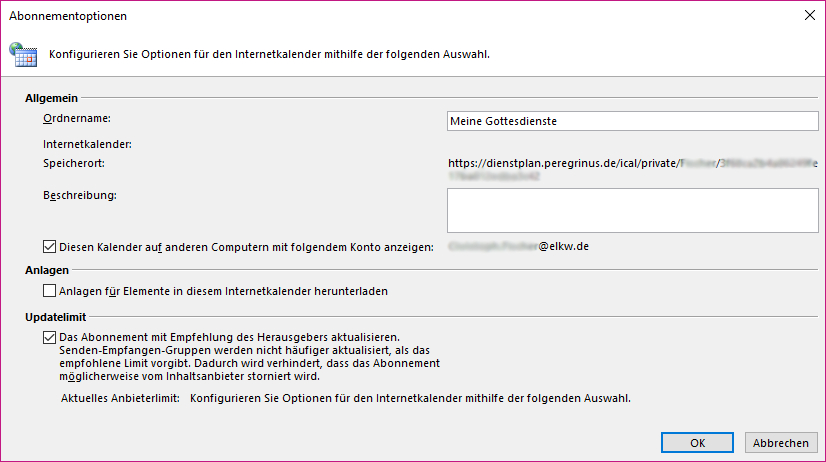 Abonnementoptionen
Konfigurieren Sie Optionen für den Internetkalender mithilfe der folgenden Auswahl.
Allgemein
Ordnername:
Meine Gottesdienste
Internetkalender:
Speicherort:
https://dienstplan.peregrinus.de/ical/private/
Beschreibung:
Diesen Kalender auf anderen Computern mit folgendem Konto anzeigen:
@elkw.de
Anlagen
Anlagen für Elemente in diesem Internetkalender herunterladen
Updatelimit
Das Abonnement mit Empfehlung des Herausgebers aktualisieren.
Senden-Empfangen-Gruppen werden nicht häufiger aktualisiert, als das
empfohlene Limit vorgibt. Dadurch wird verhindert, dass das Abonnement
möglicherweise vom Inhaltsanbieter storniert wird.
Aktuelles Anbieterlimit: Konfigurieren Sie Optionen für den Internetkalender mithilfe der folgenden Auswahl.
OK
Abbrechen